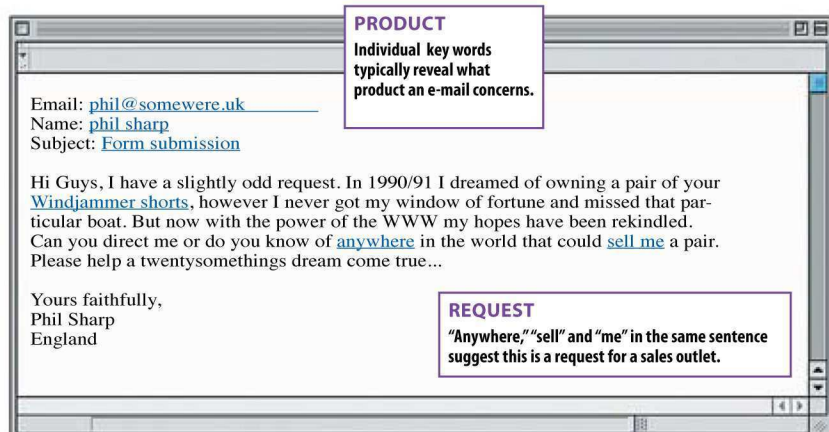 PRODUCT
Individual key words
typically reveal what
product an e-mail concerns.
Email: phil@somewere.uk
Name: phil sharp
Subject: Form submission
Hi Guys, I have a slightly odd request. In 1990/91 I dreamed of owning a pair of your
Windjammer shorts, however I never got my window of fortune and missed that par-
ticular boat. But now with the power of the WWW my hopes have been rekindled.
Can you direct me or do you know of anywhere in the world that could sell me a pair.
Please help a twentysomethings dream come true...
Yours faithfully,
Phil Sharp
England
REQUEST
“Anywhere,” “sell” and “me” in the same sentence
suggest this is a request for a sales outlet.